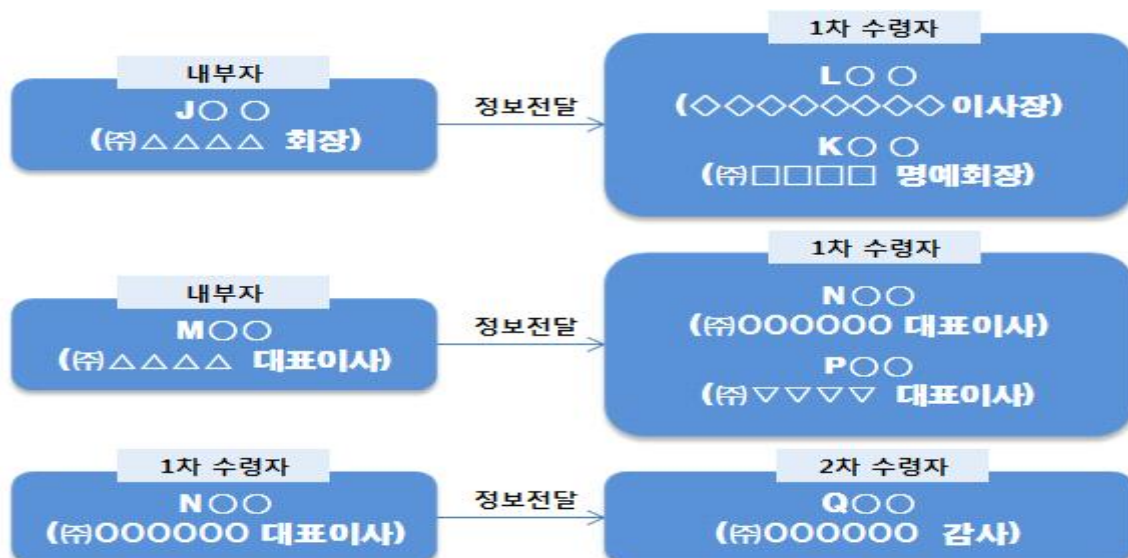 내부자
J○ ○
(㈜△△△△ 회장)
정보전달
1차 수령자
L○ ○
(◇◇◇◇◇◇◇◇ 이사장)
K○ ○
(㈜□□□□ 명예회장)
내부자
M○○
(㈜△△△△ 대표이사)
정보전달
1차 수령자
N○○
(㈜OOOOOO 대표이사)
P○○
(㈜▽▽▽▽ 대표이사)
1차 수령자
N○○
(㈜OOOOOO 대표이사)
정보전달
2차 수령자
Q○○
(㈜OOOOOO 감사)